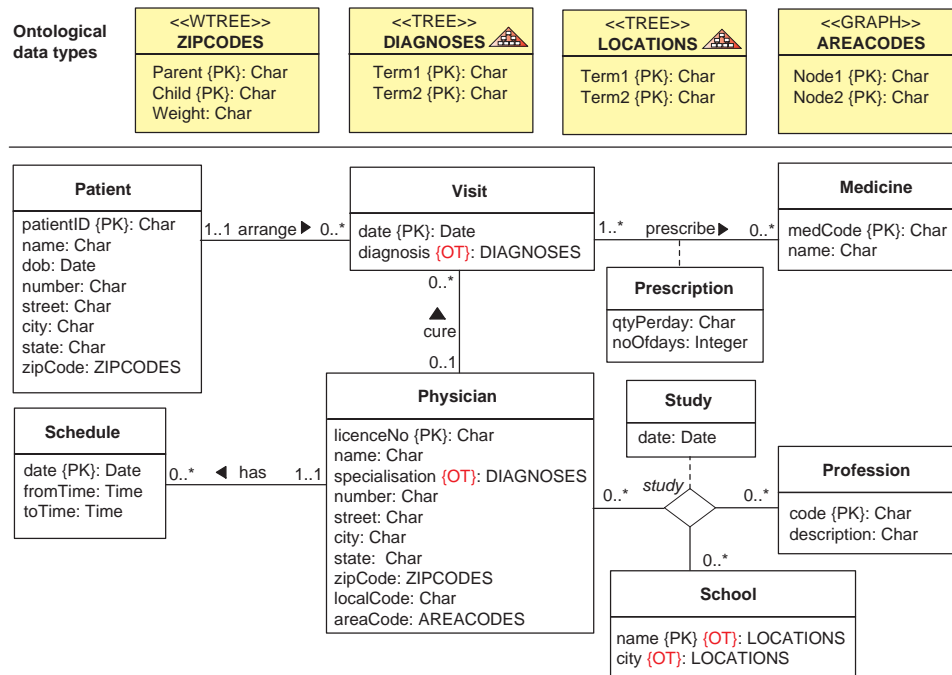 Ontological
data types
<<WTREE>>
ZIPCODES
Parent {PK}: Char
Child {PK}: Char
Weight: Char
<<TREE>>
DIAGNOSES
Term1 {PK}: Char
Term2 {PK}: Char
<<TREE>>
LOCATIONS
Term1 {PK}: Char
Term2 {PK}: Char
<<GRAPH>>
AREACODES
Node1 {PK}: Char
Node2 {PK}: Char
Patient
patientID {PK}: Char
name: Char
dob: Date
number: Char
street: Char
city: Char
state: Char
zipCode: ZIPCODES
1..1 arrange 0..*
Visit
date {PK}: Date
diagnosis {OT}: DIAGNOSES
1..* prescribe 0..*
Medicine
medCode {PK}: Char
name: Char
Prescription
qtyPerday: Char
noOfdays: Integer
0..*
cure
0..1
Physician
licenceNo {PK}: Char
name: Char
specialisation {OT}: DIAGNOSES
number: Char
street: Char
city: Char
state: Char
zipCode: ZIPCODES
localCode: Char
areaCode: AREACODES
Schedule
date {PK}: Date
fromTime: Time
toTime: Time
0..* has 1..1
Study
date: Date
0..* study 0..*
0..*
Profession
code {PK}: Char
description: Char
School
name {PK} {OT}: LOCATIONS
city {OT}: LOCATIONS